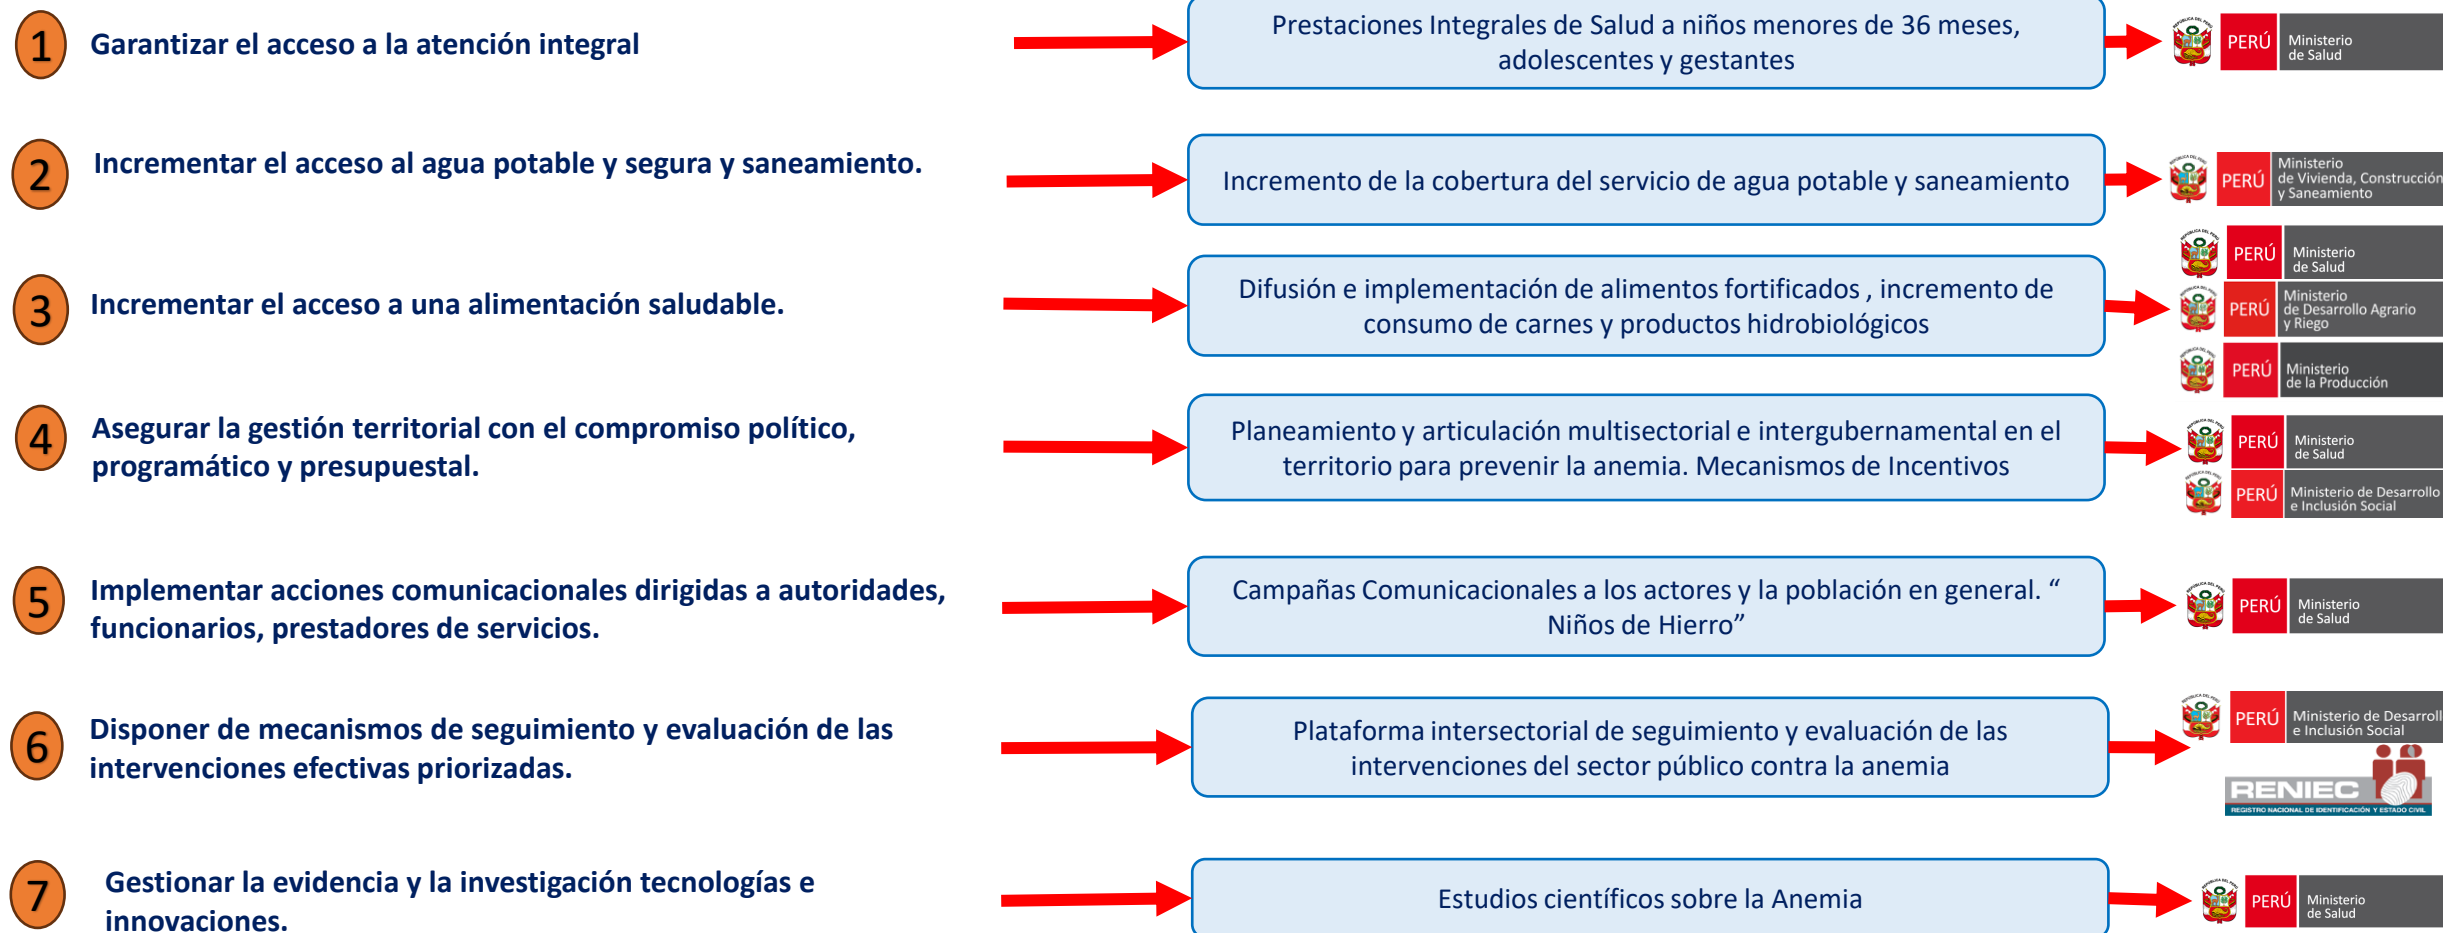 1
Garantizar el acceso a la atención integral
Prestaciones Integrales de Salud a niños menores de 36 meses,
adolescentes y gestantes
PERÚ
Ministerio
de Salud
2
Incrementar el acceso al agua potable y segura y saneamiento.
Incremento de la cobertura del servicio de agua potable y saneamiento
PERÚ
Ministerio
de Vivienda, Construcción
y Saneamiento
3
Incrementar el acceso a una alimentación saludable.
Difusión e implementación de alimentos fortificados , incremento de
consumo de carnes y productos hidrobiológicos
PERÚ
Ministerio
de Salud
PERÚ
Ministerio
de Desarrollo Agrario
y Riego
PERÚ
Ministerio
de la Producción
4
Asegurar la gestión territorial con el compromiso político,
programático y presupuestal.
Planeamiento y articulación multisectorial e intergubernamental en el
territorio para prevenir la anemia. Mecanismos de Incentivos
PERÚ
Ministerio
de Salud
PERÚ
Ministerio de Desarrollo
e Inclusión Social
5
Implementar acciones comunicacionales dirigidas a autoridades,
funcionarios, prestadores de servicios.
Campañas Comunicacionales a los actores y la población en general. “
Niños de Hierro”
PERÚ
Ministerio
de Salud
6
Disponer de mecanismos de seguimiento y evaluación de las
intervenciones efectivas priorizadas.
Plataforma intersectorial de seguimiento y evaluación de las
intervenciones del sector público contra la anemia
PERÚ
Ministerio de Desarroll
e Inclusión Social
RENIEC
REGISTRO NACIONAL DE IDENTIFICACIÓN Y ESTADO CIVIL
7
Gestionar la evidencia y la investigación tecnologías e
innovaciones.
Estudios científicos sobre la Anemia
PERÚ
Ministerio
de Salud